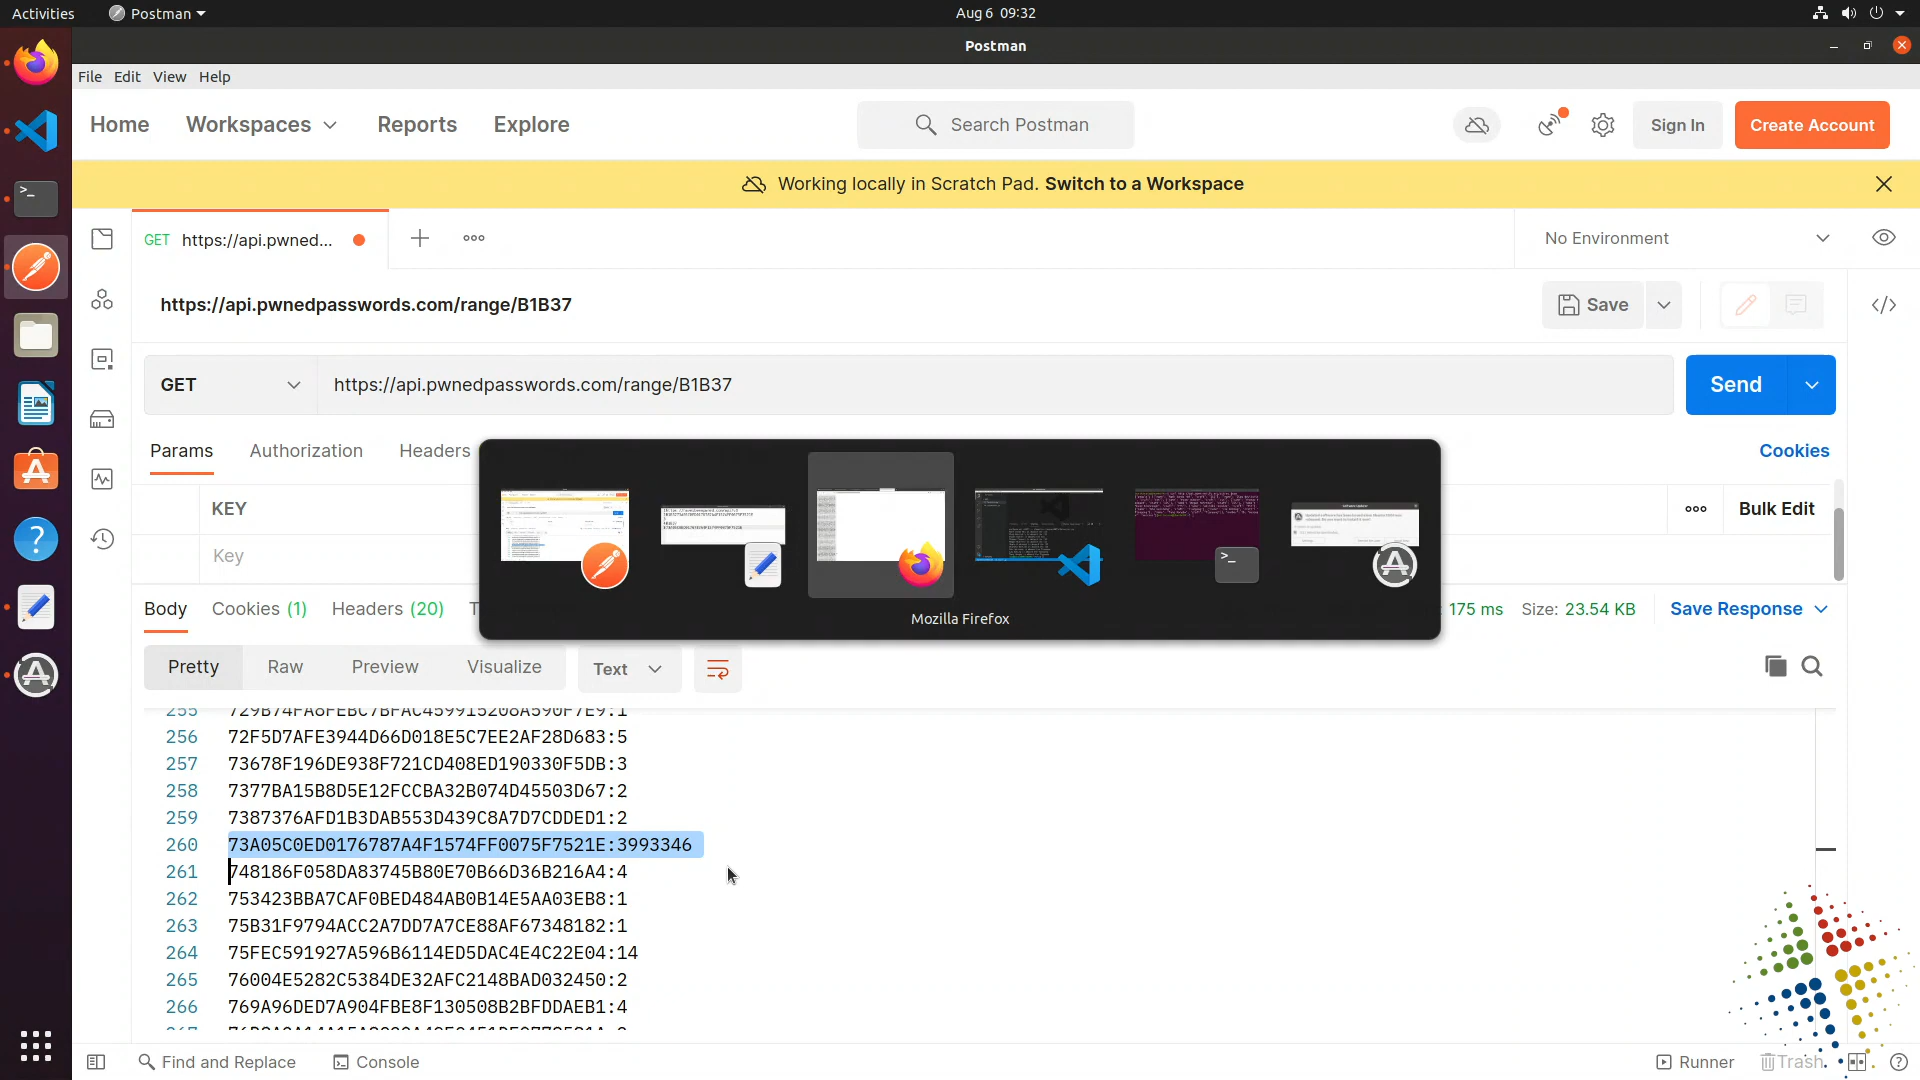 Activities
Postman
Aug 6 09:32
Postman
File Edit View Help
Home
Workspaces
Reports
Explore
Search Postman
Sign In
Create Account
Working locally in Scratch Pad. Switch to a Workspace
GET https://api.pwned...
No Environment
https://api.pwnedpasswords.com/range/B1B37
Save
GET
https://api.pwnedpasswords.com/range/B1B37
Send
Params
Authorization
Headers
Cookies
KEY
Bulk Edit
Key
Mozilla Firefox
Body
Cookies (1)
Headers (20)
175 ms Size: 23.54 KB
Save Response
Pretty
Raw
Preview
Visualize
Text
255 729B74FA8FEBC7BFAC459915208A590F7E9:1
256 72F5D7AFE3944D66D018E5C7EE2AF28D683:5
257 73678F196DE938F721CD408ED190330F5DB:3
258 7377BA15B8D5E12FCCBA32B074D45503D67:2
259 7387376AFD1B3DAB553D439C8A7D7CDDED1:2
260 73A05C0ED0176787A4F1574FF0075F7521E:3993346
261 748186F058DA83745B80E70B66D36B216A4:4
262 753423BBA7CAF0BED484AB0B14E5AA03EB8:1
263 75B31F9794ACC2A7DD7A7CE88AF67348182:1
264 75FEC591927A596B6114ED5DAC4E4C22E04:14
265 76004E5282C5384DE32AFC2148BAD032450:2
266 769A96DED7A904FBE8F130508B2BFDDAEB1:4
Find and Replace
Console
Runner
Trash